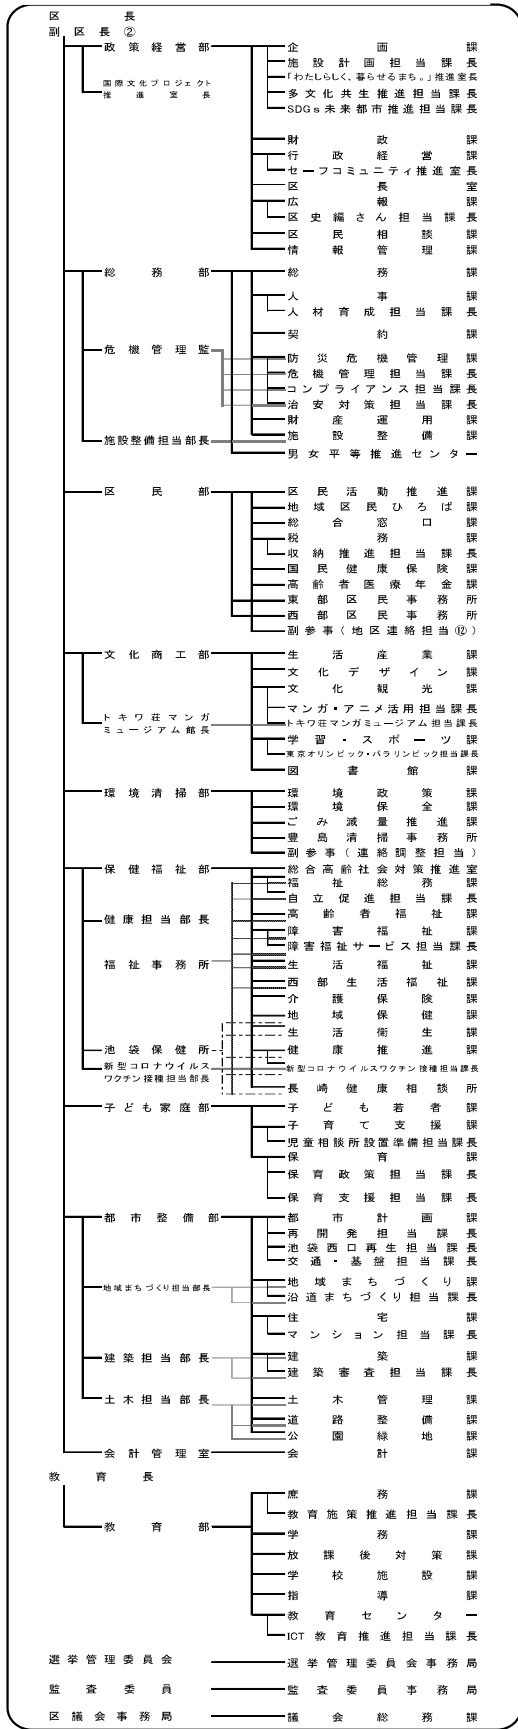 区長
副区長②
政策経営部
企画課
施設計画担当課長
「わたしらしく、暮らせるまち。」推進室長
国際文化プロジェクト
推進室長
多文化共生推進担当課長
SDGs未来都市推進担当課長
財政課
行政経営課
セーフコミュニティ推進室長
区長室
広報課
区史編さん担当課長
区民相談課
情報管理課
総務部
総務課
人事課
人材育成担当課長
契約課
危機管理監
防災危機管理課
危機管理担当課長
コンプライアンス担当課長
治安対策担当課長
財産運用課
施設整備担当部長
施設整備課
男女平等推進センター
区民部
区民活動推進課
地域区民ひろば課
総合窓口課
税務課
収納推進担当課長
国民健康保険課
高齢者医療年金課
東部区民事務所
西部区民事務所
副参事(地区連絡担当⑫)
文化商工部
生活産業課
文化デザイン課
文化観光課
マンガ・アニメ活用担当課長
トキワ荘マンガ
ミュージアム館長
トキワ荘マンガミュージアム担当課長
学習・スポーツ課
東京オリンピック・パラリンピック担当課長
図書館課
環境清掃部
環境政策課
環境保全課
ごみ減量推進課
豊島清掃事務所
副参事(連絡調整担当)
保健福祉部
総合高齢社会対策推進室
福祉総務課
自立促進担当課長
健康担当部長
高齢者福祉課
障害福祉課
障害福祉サービス担当課長
福祉事務所
生活福祉課
西部生活福祉課
介護保険課
地域保健課
生活衛生課
池袋保健所
健康推進課
新型コロナウイルス
ワクチン接種担当部長
新型コロナウイルスワクチン接種担当課長
長崎健康相談所
子ども家庭部
子ども若者課
子育て支援課
児童相談所設置準備担当課長
保育課
保育政策担当課長
保育支援担当課長
都市整備部
都市計画課
再開発担当課長
池袋西口再生担当課長
交通・基盤担当課長
地域まちづくり担当部長
地域まちづくり課
沿道まちづくり担当課長
住宅課
マンション担当課長
建築担当部長
建築課
建築審査担当課長
土木担当部長
土木管理課
道路整備課
公園緑地課
会計管理室
会計課
教育長
庶務課
教育施策推進担当課長
教育部
学務課
放課後対策課
学校施設課
指導課
教育センター
ICT教育推進担当課長
選挙管理委員会
選挙管理委員会事務局
監査委員
監査委員事務局
区議会事務局
議会総務課